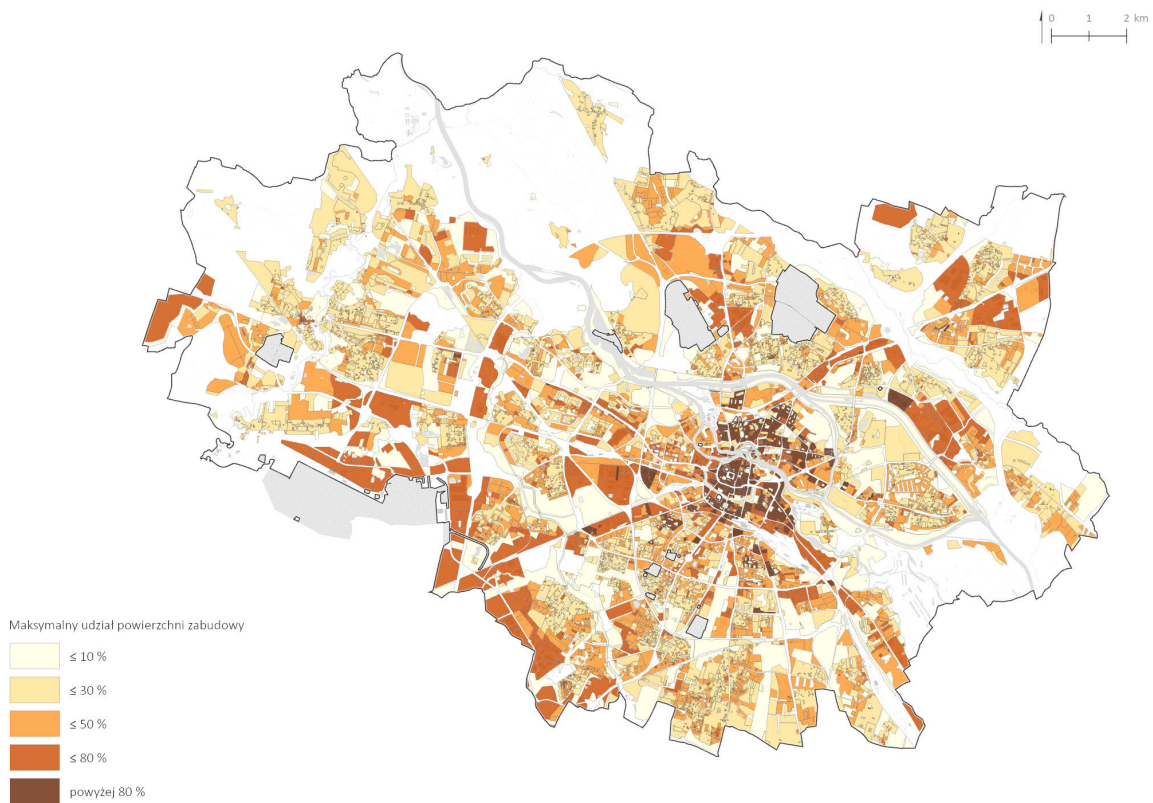 0 1 2 km
Maksymalny udział powierzchni zabudowy
≤ 10 %
≤ 30 %
≤ 50 %
≤ 80 %
powyżej 80 %